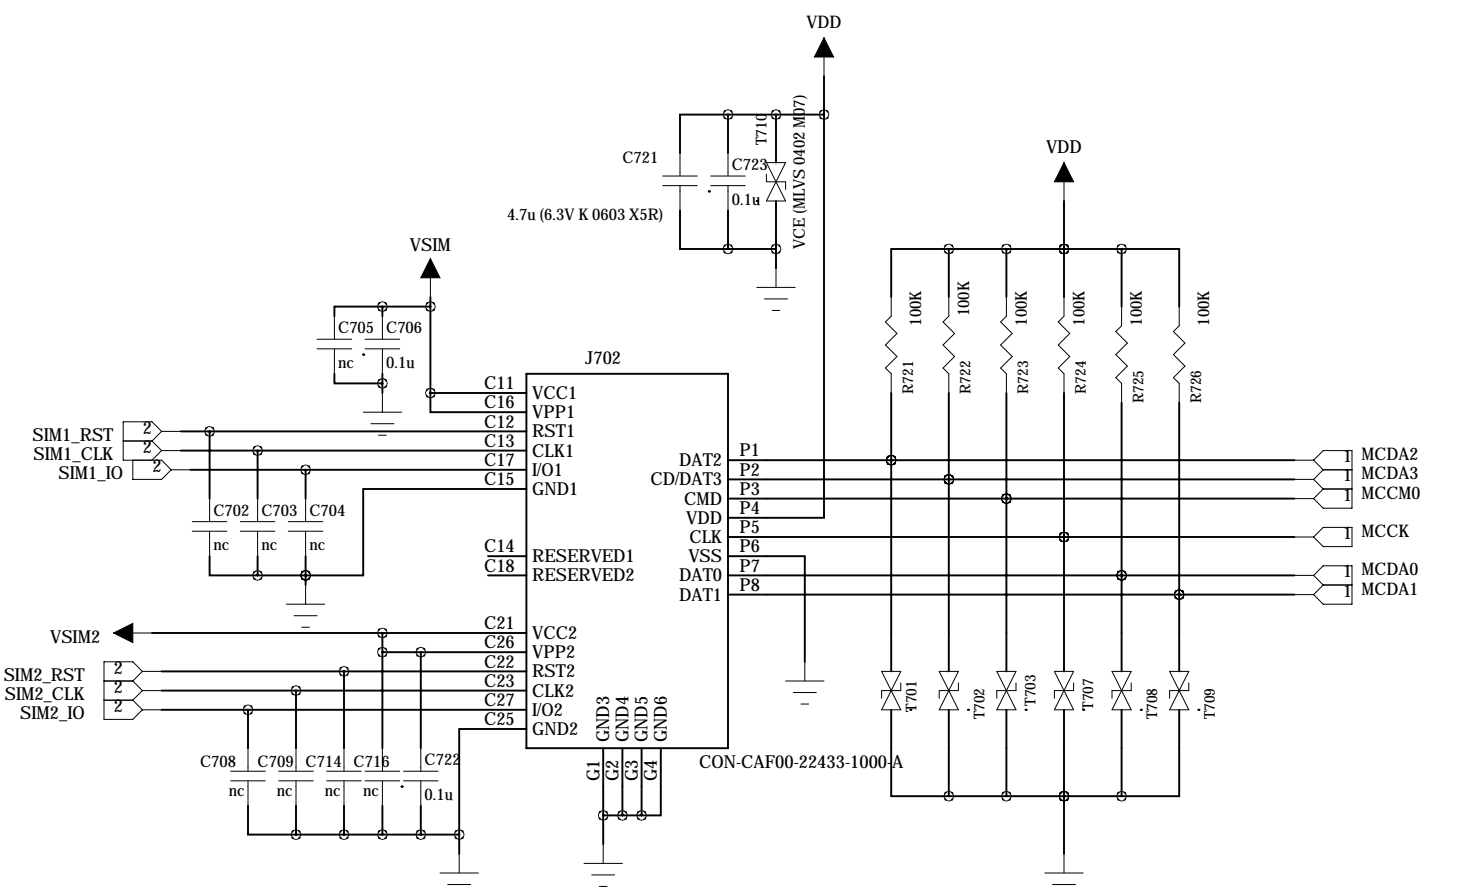 VDD
C721
C723
T710
VCE (MLVS 0402 M07)
0.1u
4.7u (6.3V K 0603 X5R)
VDD
VSIM
C705
C706
nc
0.1u
100K
100K
100K
100K
100K
100K
R721
R722
R723
R724
R725
R726
J702
C11
VCC1
C16
VPP1
SIM1_RST
2
C12
RST1
SIM1_CLK
2
C13
CLK1
SIM1_IO
2
C17
I/O1
C15
GND1
C702
C703
C704
nc
nc
nc
C14
RESERVED1
C18
RESERVED2
DAT2
P1
1
MCDA2
CD/DAT3
P2
1
MCDA3
CMD
P3
1
MCCM0
VDD
P4
CLK
P5
1
MCCK
VSS
P6
DAT0
P7
1
MCDA0
DAT1
P8
1
MCDA1
VSIM2
C21
VCC2
C26
VPP2
SIM2_RST
2
C22
RST2
SIM2_CLK
2
C23
CLK2
SIM2_IO
2
C27
I/O2
C25
GND2
GND3
GND4
GND5
GND6
T701
T702
T703
T707
T708
T709
C708
C709
C714
C716
C722
nc
nc
nc
nc
0.1u
G1
G2
G3
G4
CON-CAF00-22433-1000-A